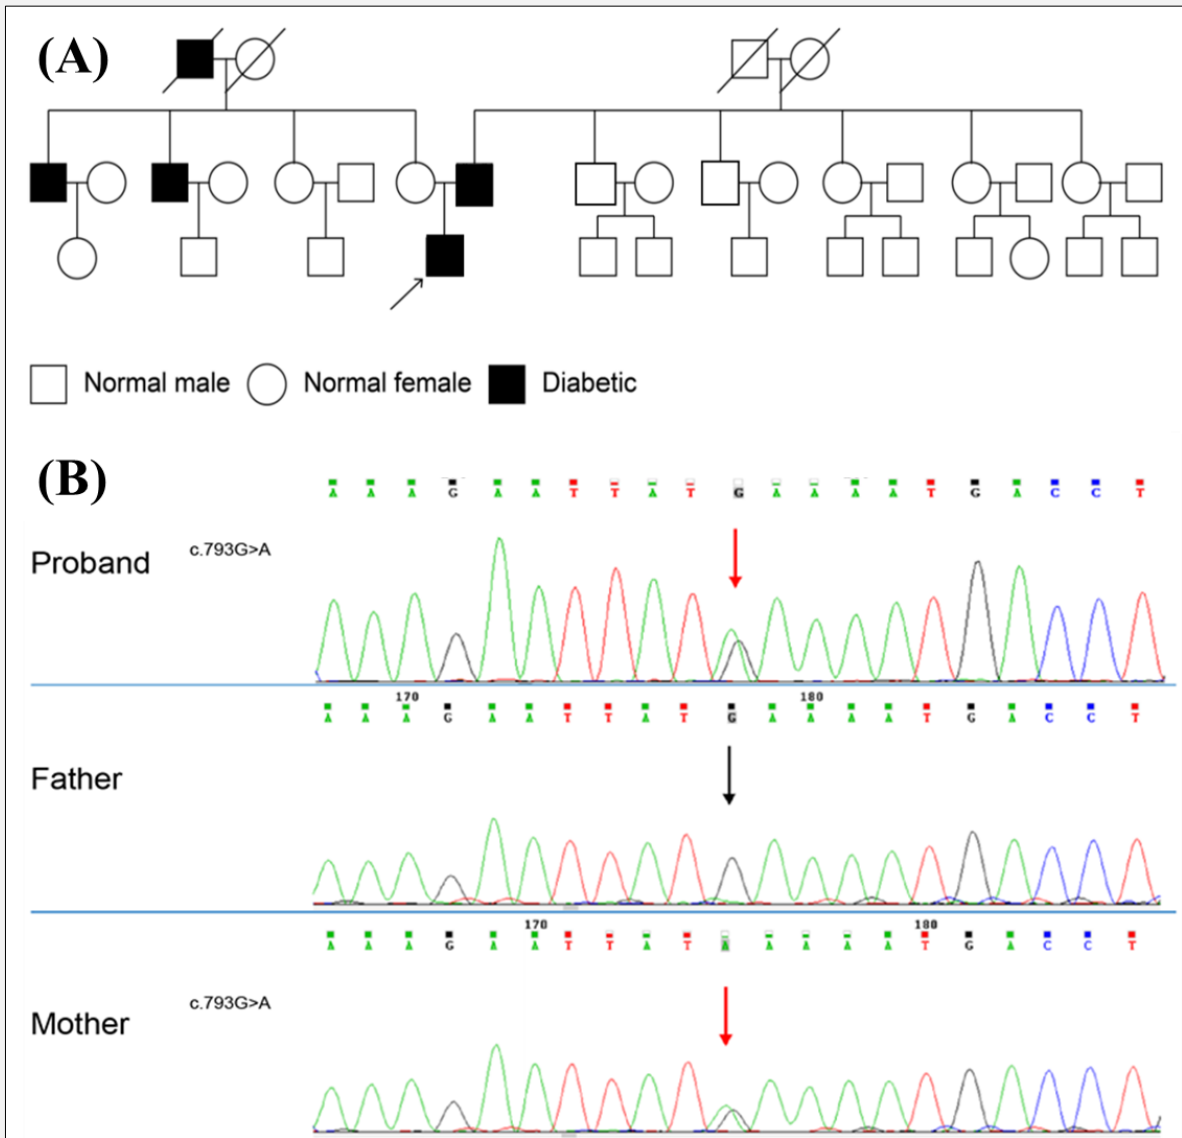 (A)
Normal male Normal female Diabetic
(B)
A A A G A A T T A T G A A A A T G A C C T
Proband c.793G>A
170 180
A A A G A A T T A T G A A A A T G A C C T
Father
170 180
A A A G A A T T A T A A A A A T G A C C T
c.793G>A
Mother